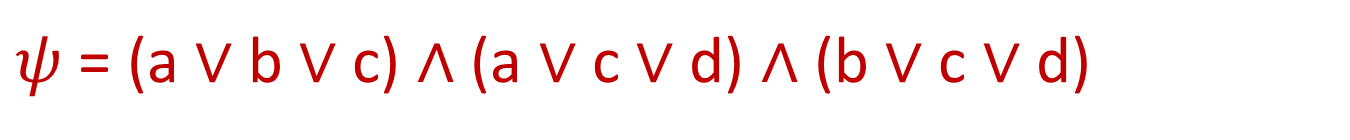 ψ = (a ∨ b ∨ c) ∧ (a ∨ c ∨ d) ∧ (b ∨ c ∨ d)